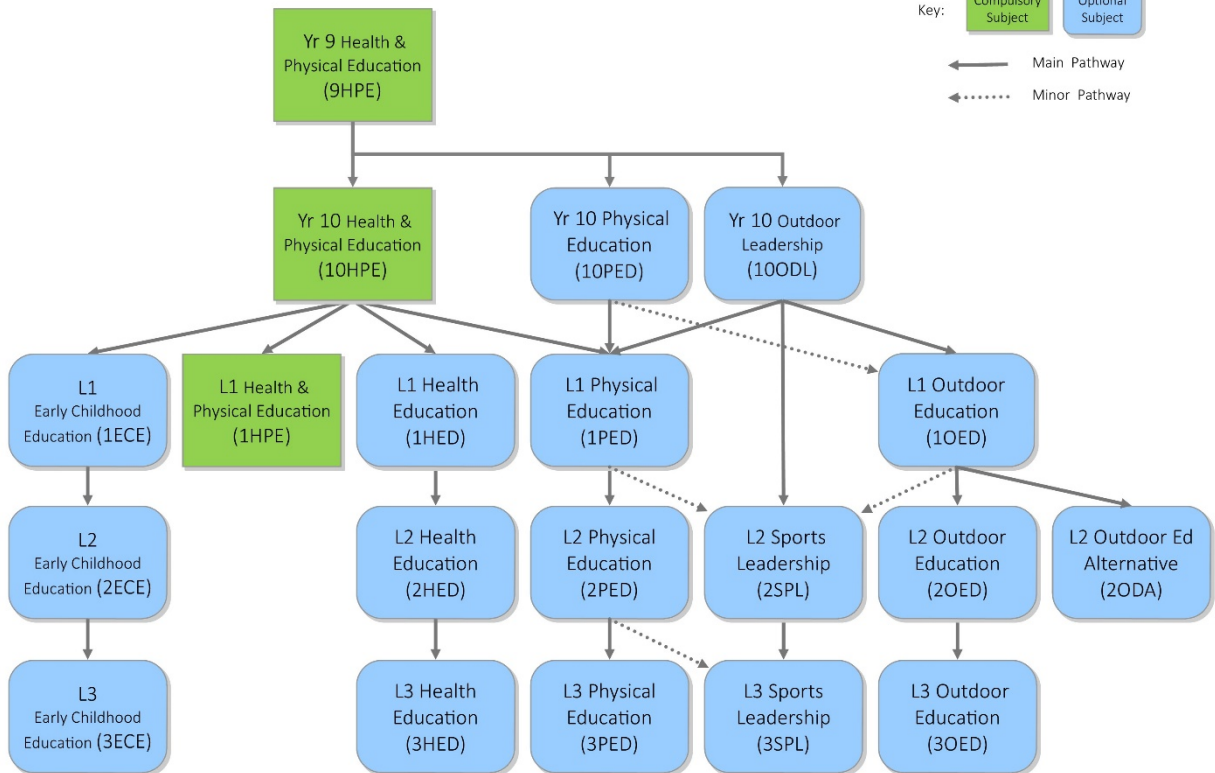 Key:
Compulsory
Subject
Optional
Subject
Main Pathway
Minor Pathway
Yr 9 Health &
Physical Education
(9HPE)
Yr 10 Health &
Physical Education
(10HPE)
Yr 10 Physical
Education
(10PED)
Yr 10 Outdoor
Leadership
(10ODL)
L1
Early Childhood
Education (1ECE)
L1 Health &
Physical Education
(1HPE)
L1 Health
Education
(1HED)
L1 Physical
Education
(1PED)
L1 Outdoor
Education
(1OED)
L2
Early Childhood
Education (2ECE)
L2 Health
Education
(2HED)
L2 Physical
Education
(2PED)
L2 Sports
Leadership
(2SPL)
L2 Outdoor
Education
(2OED)
L2 Outdoor Ed
Alternative
(2ODA)
L3
Early Childhood
Education (3ECE)
L3 Health
Education
(3HED)
L3 Physical
Education
(3PED)
L3 Sports
Leadership
(3SPL)
L3 Outdoor
Education
(3OED)